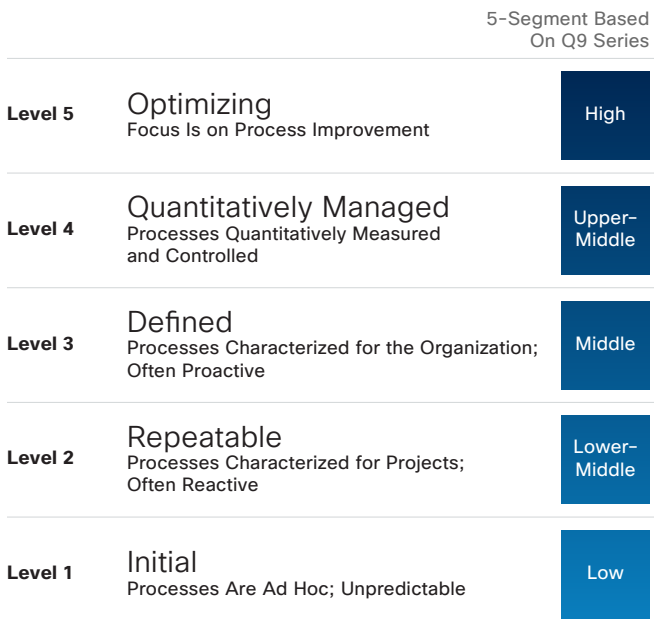 5-Segment Based
On Q9 Series
Level 5
Optimizing
Focus Is on Process Improvement
High
Level 4
Quantitatively Managed
Processes Quantitatively Measured
and Controlled
Upper-
Middle
Level 3
Defined
Processes Characterized for the Organization;
Often Proactive
Middle
Level 2
Repeatable
Processes Characterized for Projects;
Often Reactive
Lower-
Middle
Level 1
Initial
Processes Are Ad Hoc; Unpredictable
Low